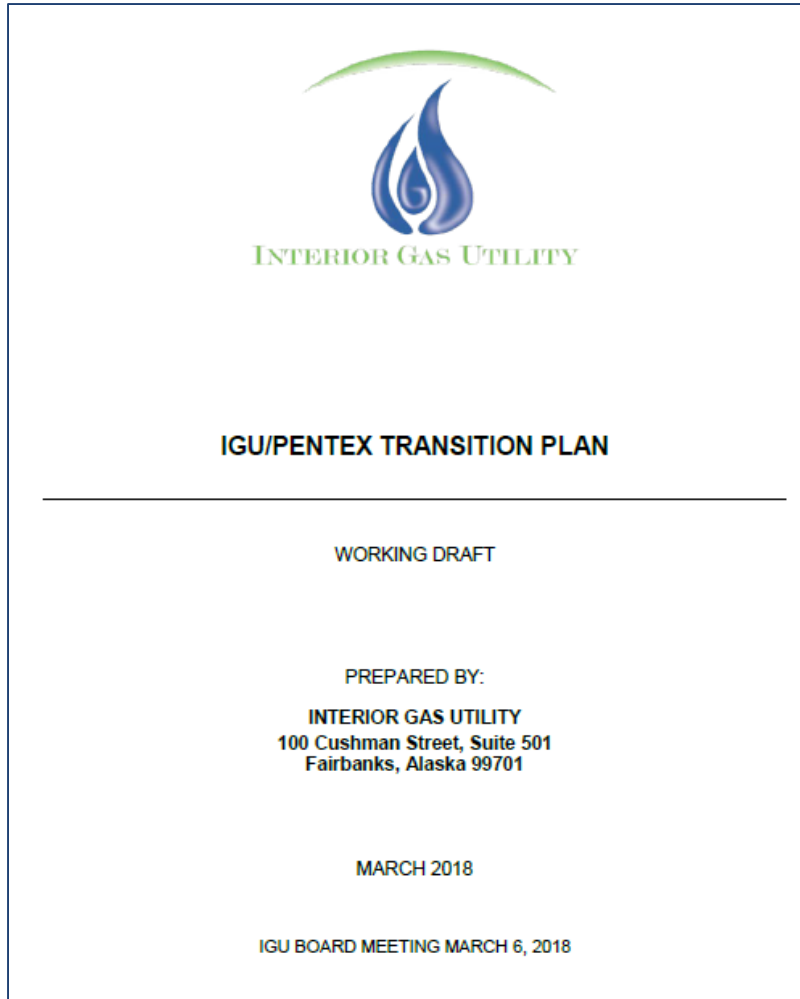 INTERIOR GAS UTILITY
IGU/PENTEX TRANSITION PLAN
WORKING DRAFT
PREPARED BY:
INTERIOR GAS UTILITY
100 Cushman Street, Suite 501
Fairbanks, Alaska 99701
MARCH 2018
IGU BOARD MEETING MARCH 6, 2018